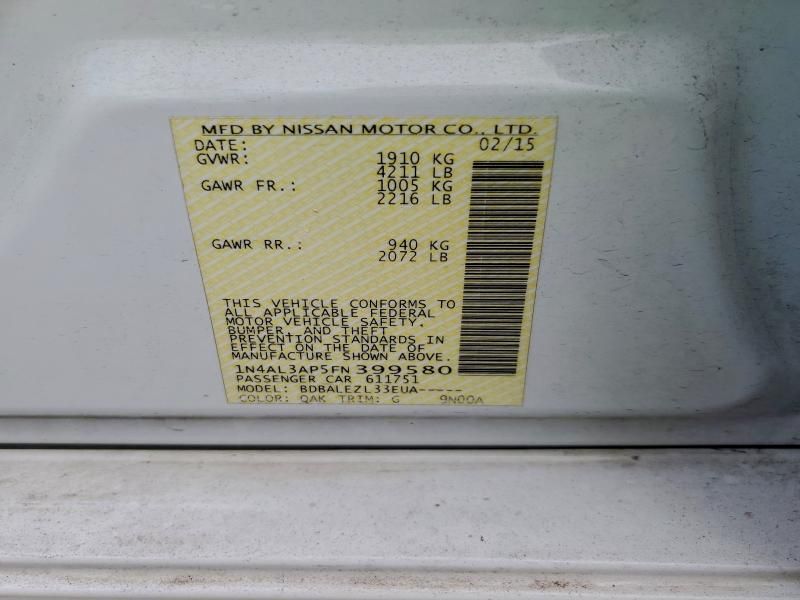 MFD BY NISSAN MOTOR CO., LTD.
DATE: 02/15
GVWR: 1910 KG
4211 LB
GAWR FR.: 1005 KG
2216 LB
GAWR RR.: 940 KG
2072 LB
THIS VEHICLE CONFORMS TO
ALL APPLICABLE FEDERAL
MOTOR VEHICLE SAFETY,
BUMPER, AND THEFT
PREVENTION STANDARDS IN
EFFECT ON THE DATE OF
MANUFACTURE SHOWN ABOVE.
1N4AL3AP5FN399580
PASSENGER CAR 611751
MODEL: BDBALEZL33EUA-----
COLOR: QAK TRIM: G 9N00A